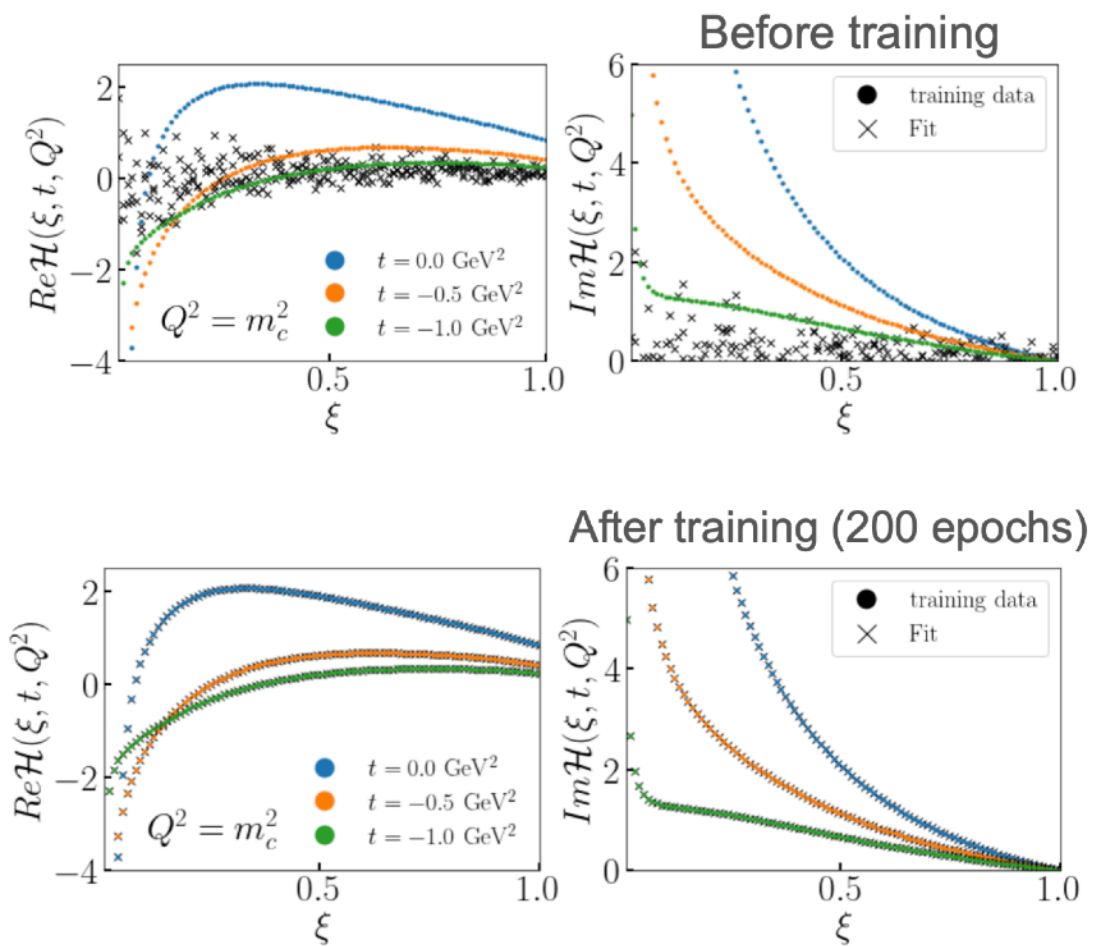 Before training
2
0
−2
−4
ReH(ξ, t, Q²)
t = 0.0 GeV²
t = −0.5 GeV²
t = −1.0 GeV²
Q² = m_c²
0.5
1.0
ξ
6
4
2
0
ImH(ξ, t, Q²)
training data
Fit
0.5
1.0
ξ
After training (200 epochs)
2
0
−2
−4
ReH(ξ, t, Q²)
t = 0.0 GeV²
t = −0.5 GeV²
t = −1.0 GeV²
Q² = m_c²
0.5
1.0
ξ
6
4
2
0
ImH(ξ, t, Q²)
training data
Fit
0.5
1.0
ξ